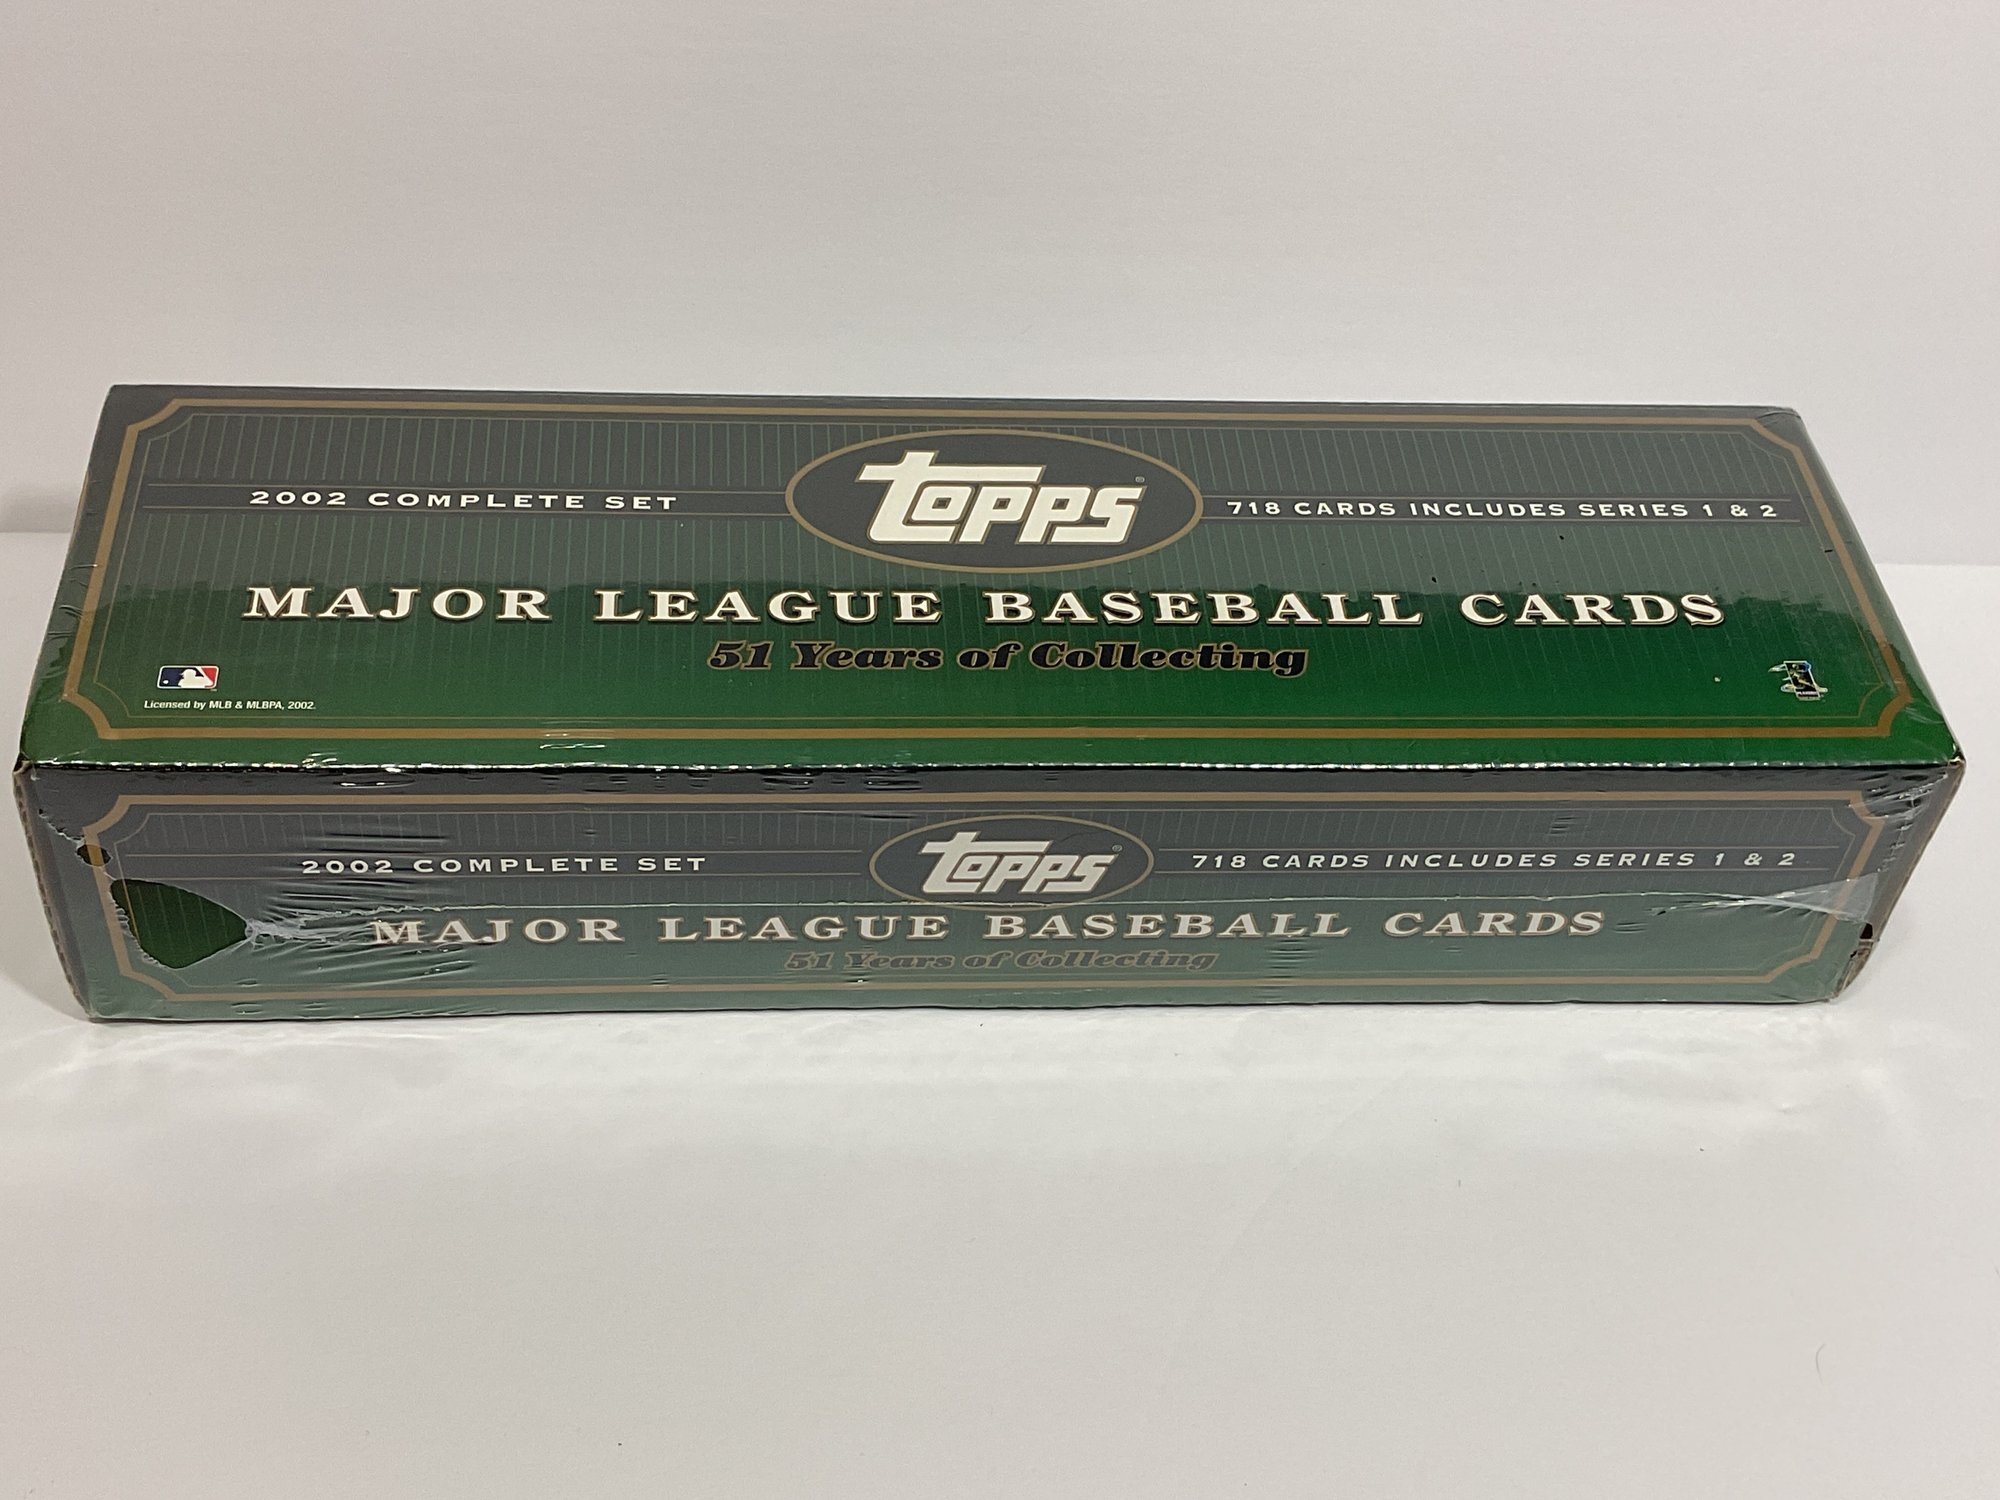 2002 COMPLETE SET
Topps®
718 CARDS INCLUDES SERIES 1 & 2
MAJOR LEAGUE BASEBALL CARDS
51 Years of Collecting
Licensed by MLB & MLBPA, 2002.
2002 COMPLETE SET
Topps®
718 CARDS INCLUDES SERIES 1 & 2
MAJOR LEAGUE BASEBALL CARDS
51 Years of Collecting